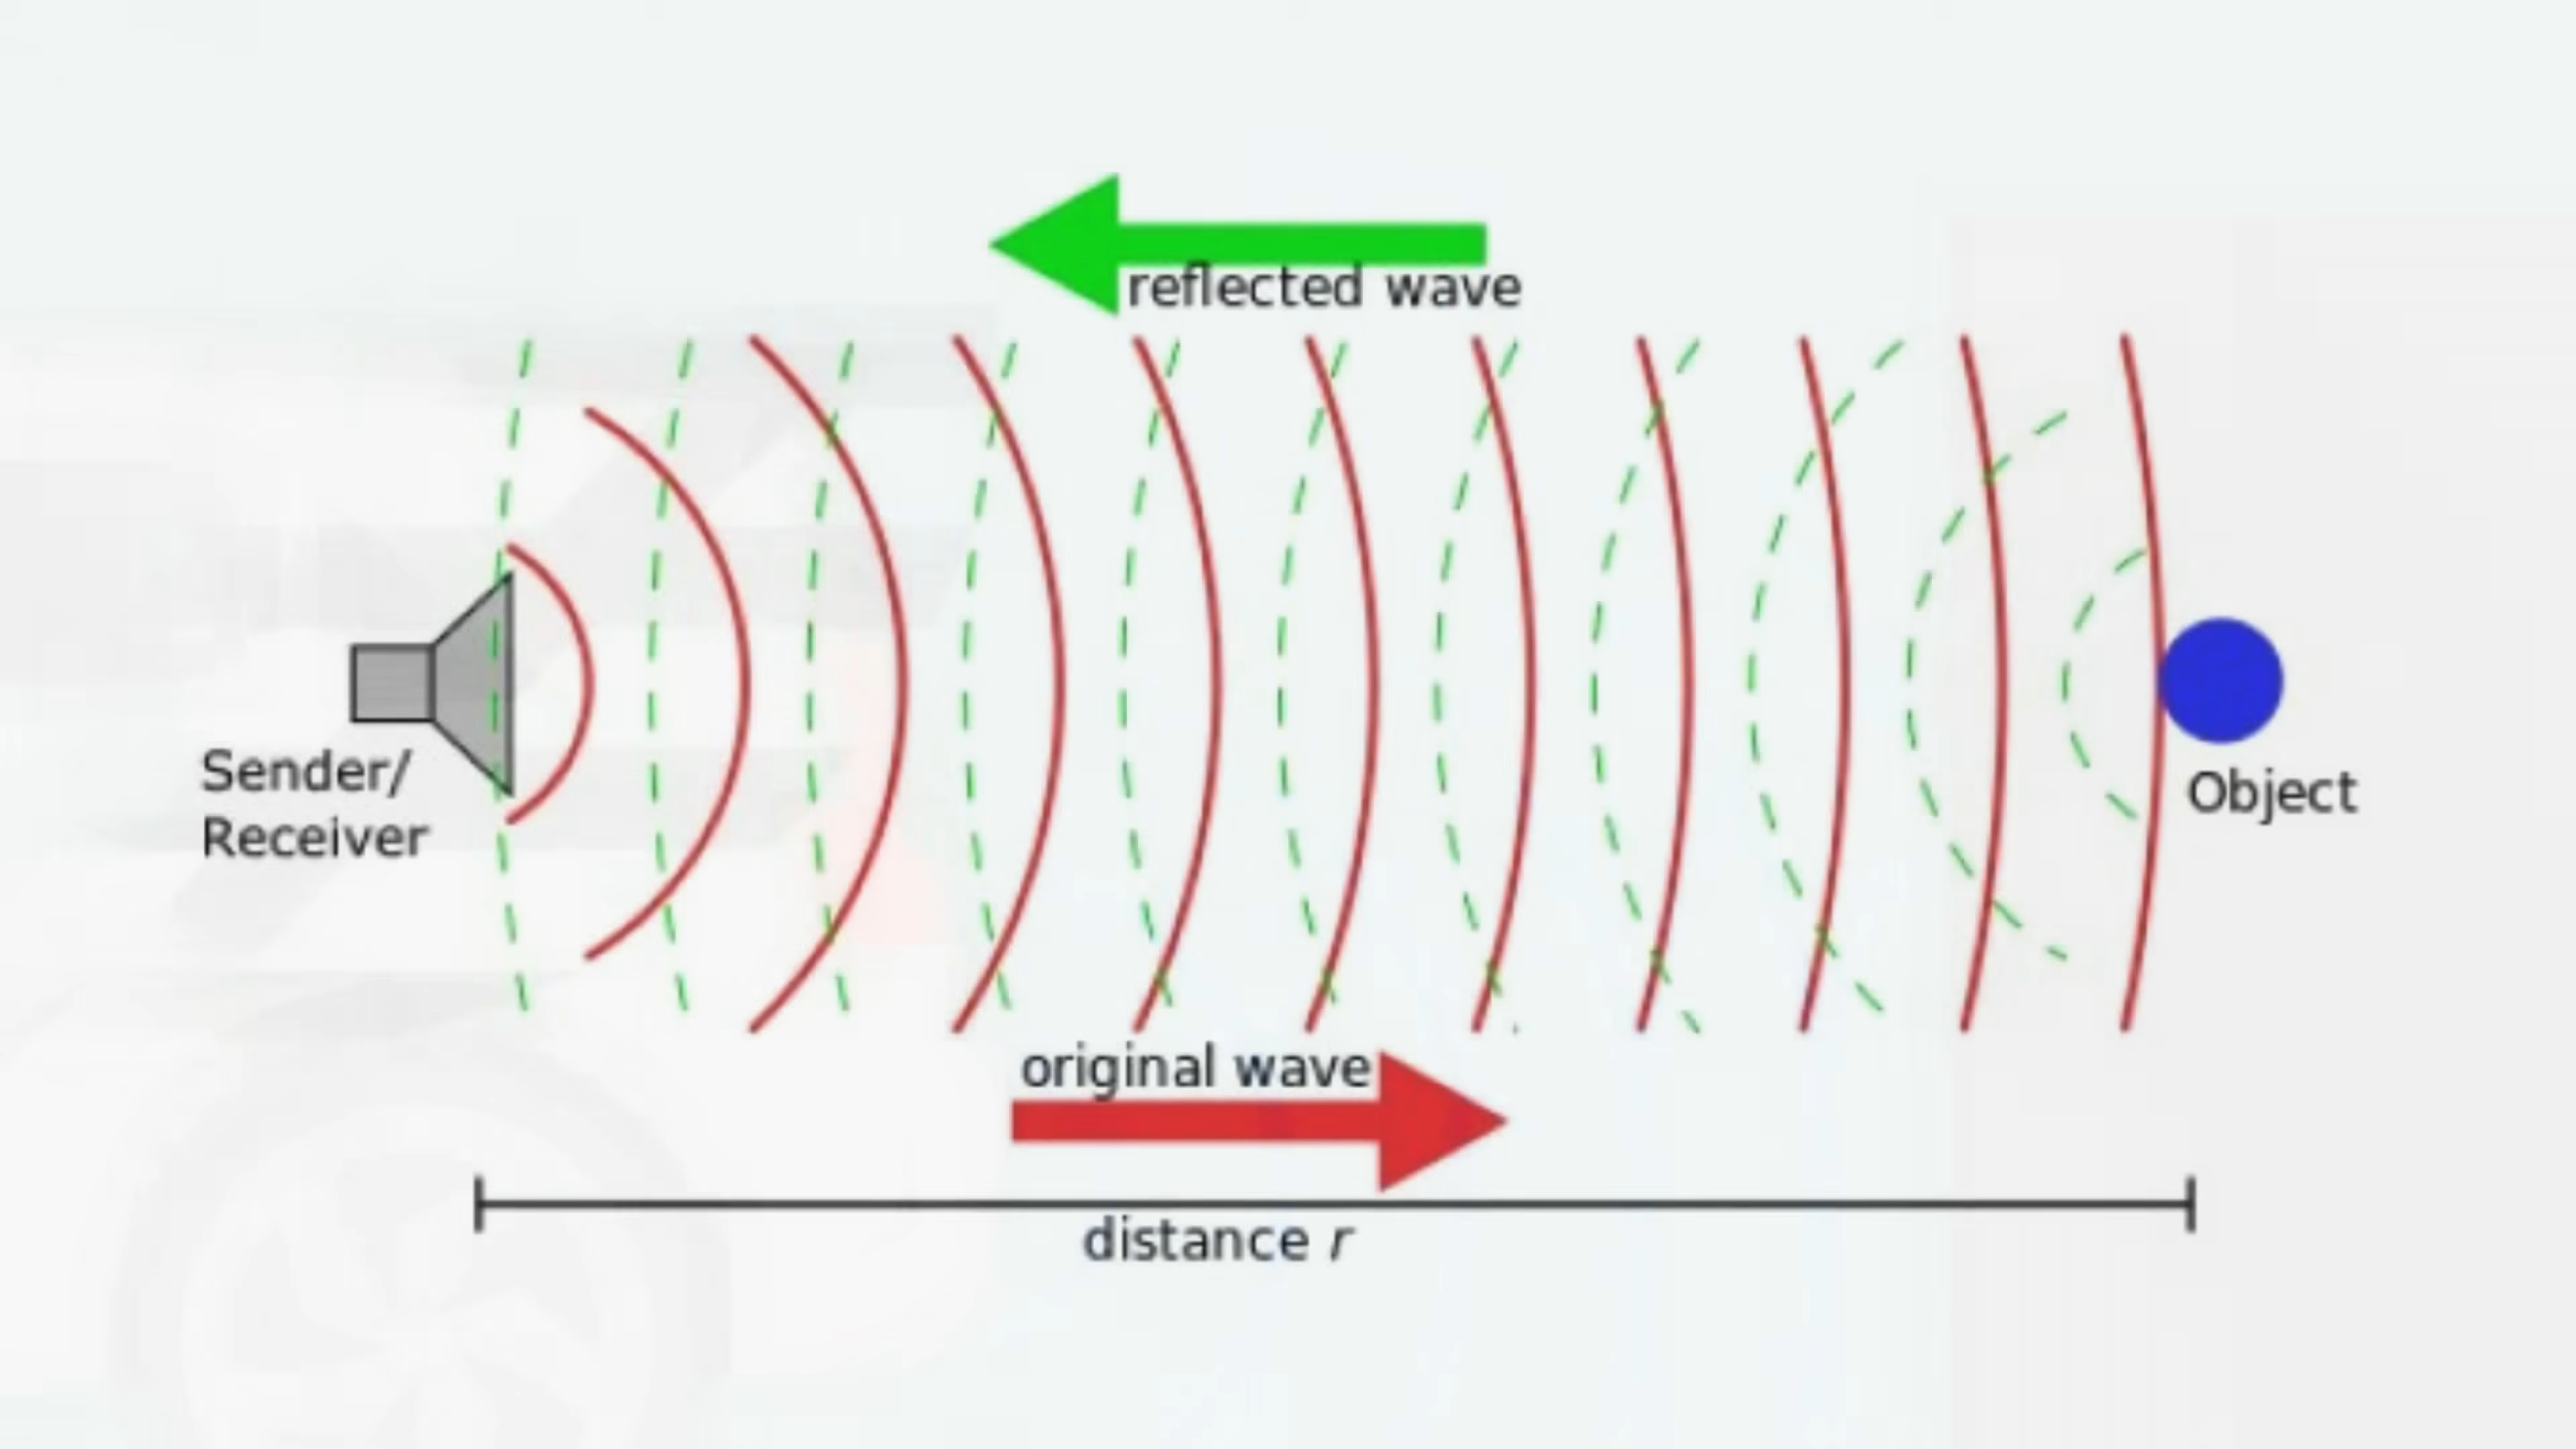 reflected wave
Sender/
Receiver
Object
original wave
distance r